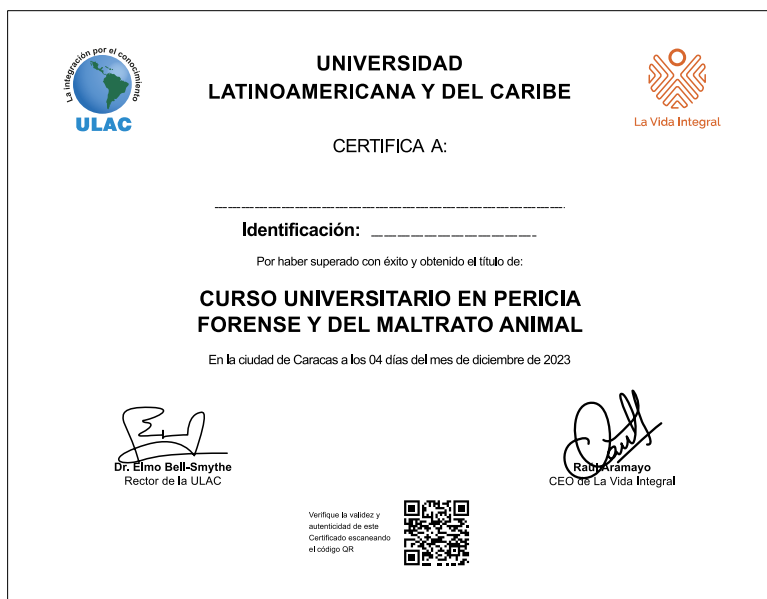 La integración por el conocimiento
ULAC
UNIVERSIDAD
LATINOAMERICANA Y DEL CARIBE
La Vida Integral
CERTIFICA A:
Identificación:
Por haber superado con éxito y obtenido el título de:
CURSO UNIVERSITARIO EN PERICIA
FORENSE Y DEL MALTRATO ANIMAL
En la ciudad de Caracas a los 04 días del mes de diciembre de 2023
Dr. Elmo Bell-Smythe
Rector de la ULAC
Raúl Aramayo
CEO de La Vida Integral
Verifique la validez y
autenticidad de este
Certificado escaneando
el código QR